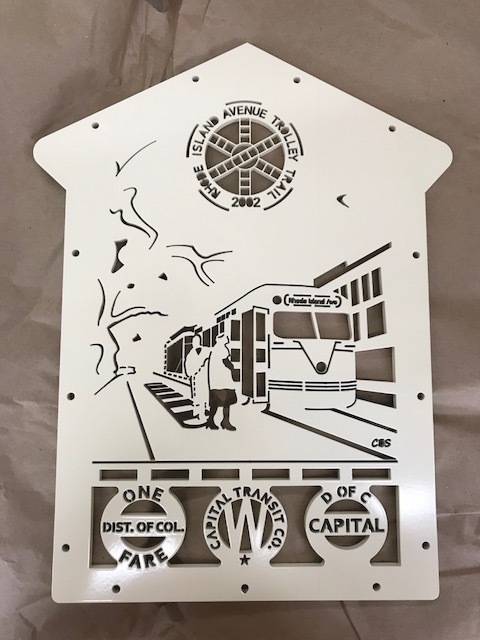 RHODE ISLAND AVENUE TROLLEY TRAIL
2002
Rhode Island Ave
CBS
ONE
DIST. OF COL.
FARE
CAPITAL TRANSIT CO.
W
D OF C
CAPITAL